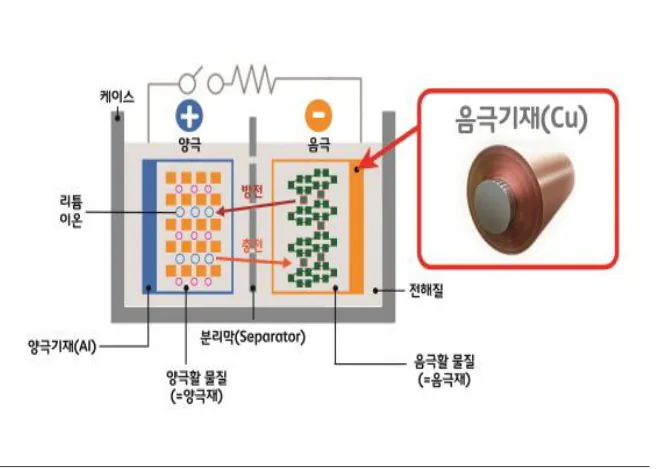 케이스
양극
음극
음극기재(Cu)
방전
리튬
이온
충전
전해질
분리막(Separator)
양극기재(Al)
양극활 물질
(=양극재)
음극활 물질
(=음극재)